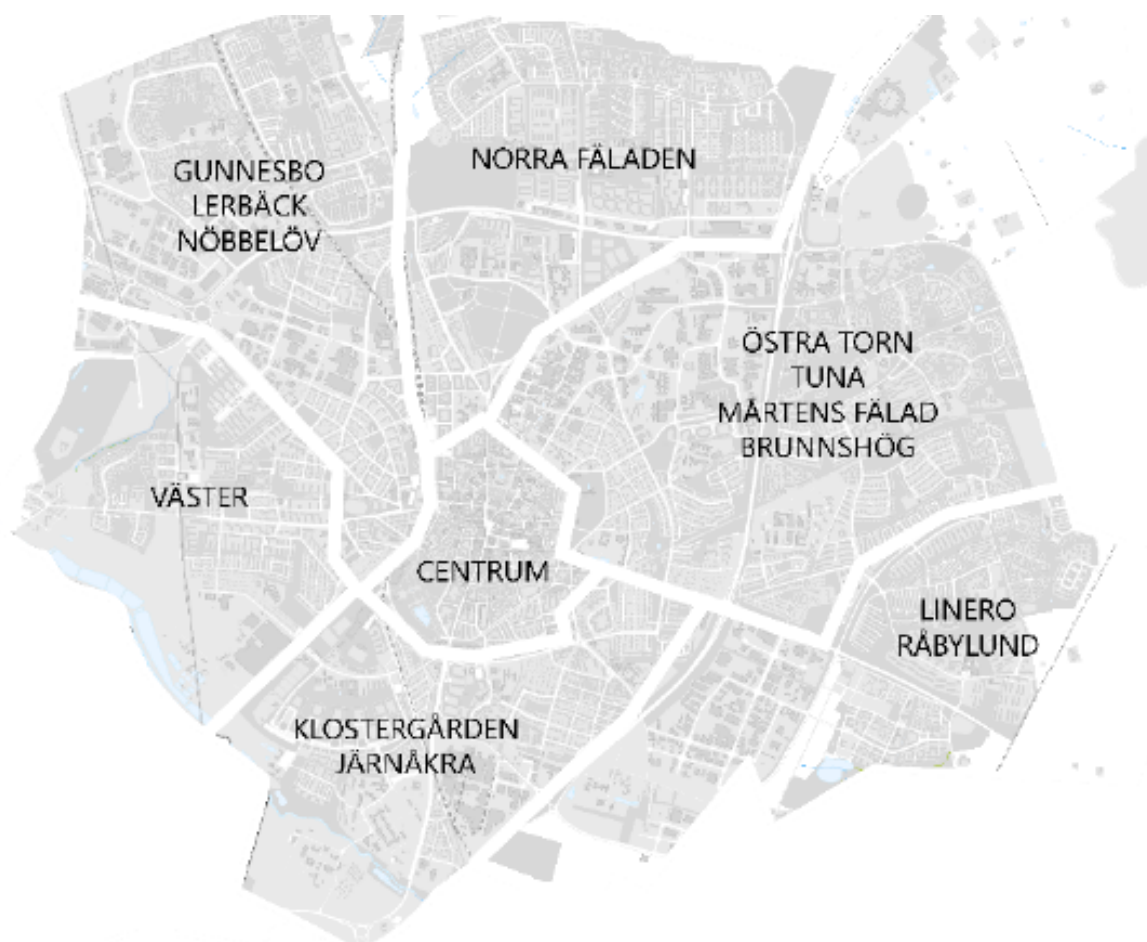 NORRA FÄLADEN
GUNNESBO
LERBÄCK
NÖBBELÖV
ÖSTRA TORN
TUNA
MÅRTENS FÄLAD
BRUNNSHÖG
VÄSTER
CENTRUM
LINERO
RÅBYLUND
KLOSTERGÅRDEN
JÄRNÅKRA